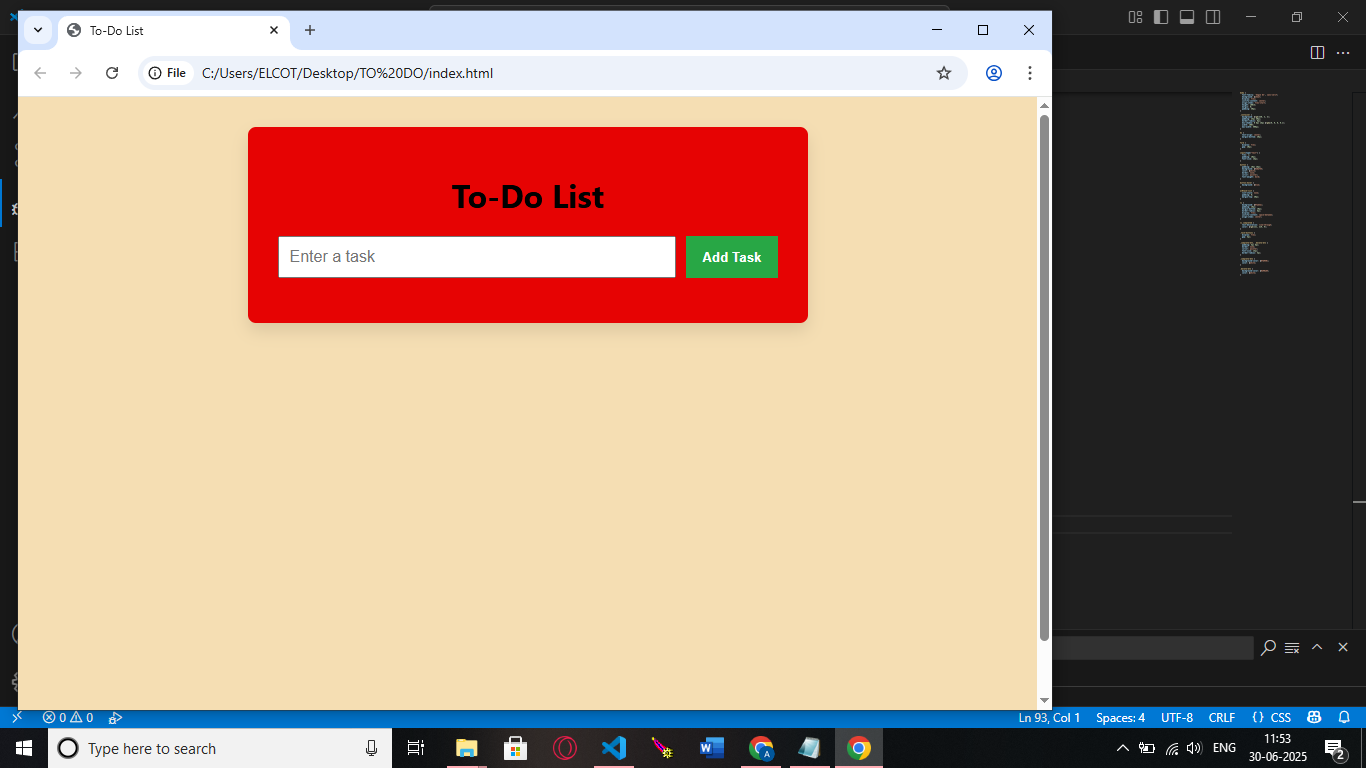 To-Do List
File
C:/Users/ELCOT/Desktop/TO%20DO/index.html
To-Do List
Enter a task
Add Task
0 0
Ln 93, Col 1 Spaces: 4 UTF-8 CRLF {} CSS
Type here to search
ENG
11:53
30-06-2025
2